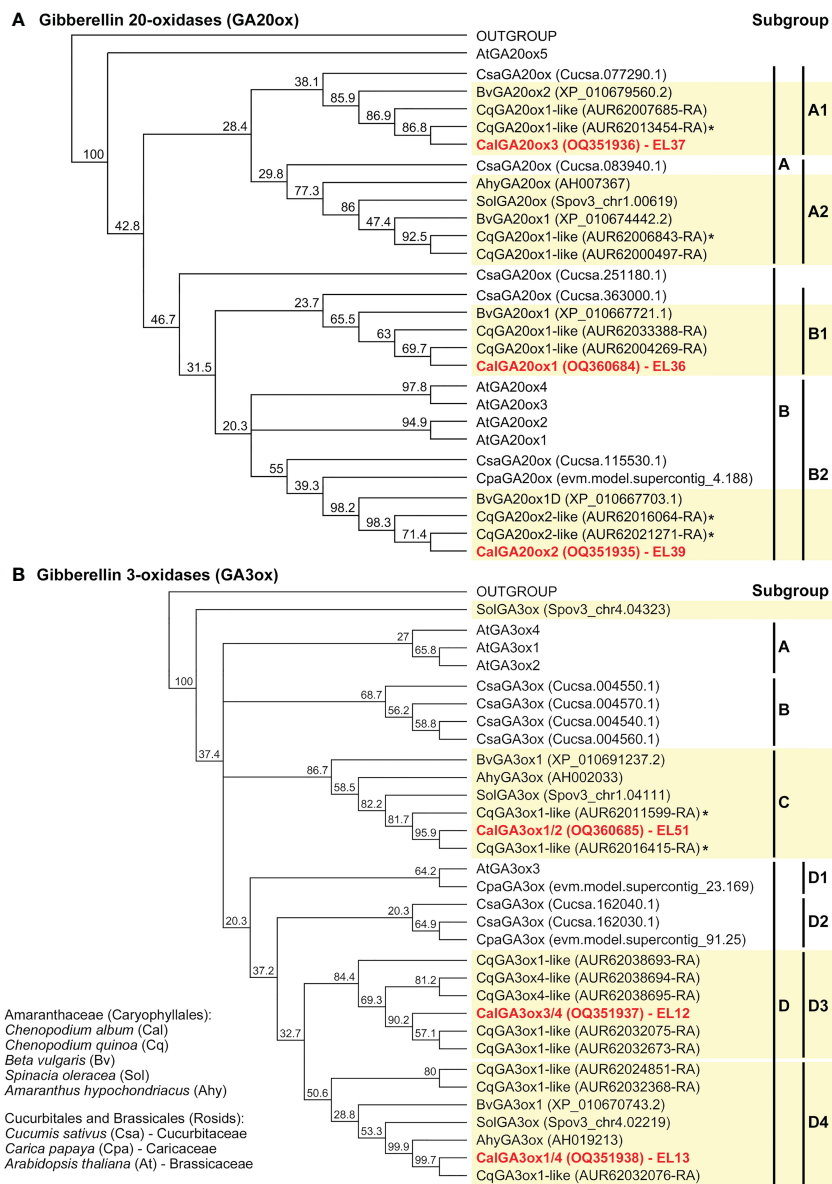 A Gibberellin 20-oxidases (GA20ox) Subgroup
OUTGROUP
AtGA20ox5
CsaGA20ox (Cucsa.077290.1)
38.1
BvGA20ox2 (XP_010679560.2)
85.9
CqGA20ox1-like (AUR62007685-RA)
86.9
A1
CqGA20ox1-like (AUR62013454-RA)*
28.4
86.8
CalGA20ox3 (OQ351936) - EL37
100
CsaGA20ox (Cucsa.083940.1)
A
29.8
AhyGA20ox (AH007367)
77.3
SolGA20ox (Spov3_chr1.00619)
86
BvGA20ox1 (XP_010674442.2)
A2
42.8
47.4
CqGA20ox1-like (AUR62006843-RA)*
92.5
CqGA20ox1-like (AUR62000497-RA)
CsaGA20ox (Cucsa.251180.1)
CsaGA20ox (Cucsa.363000.1)
23.7
BvGA20ox1 (XP_010667721.1)
46.7
65.5
CqGA20ox1-like (AUR62033388-RA)
B1
63
CqGA20ox1-like (AUR62004269-RA)
69.7
CalGA20ox1 (OQ360684) - EL36
31.5
97.8
AtGA20ox4
AtGA20ox3
B
94.9
AtGA20ox2
20.3
AtGA20ox1
CsaGA20ox (Cucsa.115530.1)
55
CpaGA20ox (evm.model.supercontig_4.188)
B2
39.3
BvGA20ox1D (XP_010667703.1)
98.2
CqGA20ox2-like (AUR62016064-RA)*
98.3
CqGA20ox2-like (AUR62021271-RA)*
71.4
CalGA20ox2 (OQ351935) - EL39
B Gibberellin 3-oxidases (GA3ox)
OUTGROUP Subgroup
SolGA3ox (Spov3_chr4.04323)
27
AtGA3ox4
65.8
AtGA3ox1
A
AtGA3ox2
100
68.7
CsaGA3ox (Cucsa.004550.1)
56.2
CsaGA3ox (Cucsa.004570.1)
B
58.8
CsaGA3ox (Cucsa.004540.1)
CsaGA3ox (Cucsa.004560.1)
37.4
86.7
BvGA3ox1 (XP_010691237.2)
58.5
AhyGA3ox (AH002033)
82.2
SolGA3ox (Spov3_chr1.04111)
C
81.7
CqGA3ox1-like (AUR62011599-RA)*
95.9
CalGA3ox1/2 (OQ360685) - EL51
CqGA3ox1-like (AUR62016415-RA)*
64.2
AtGA3ox3
D1
CpaGA3ox (evm.model.supercontig_23.169)
20.3
20.3
CsaGA3ox (Cucsa.162040.1)
64.9
CsaGA3ox (Cucsa.162030.1)
D2
CpaGA3ox (evm.model.supercontig_91.25)
37.2
CqGA3ox1-like (AUR62038693-RA)
84.4
81.2
CqGA3ox4-like (AUR62038694-RA)
69.3
CqGA3ox4-like (AUR62038695-RA)
D
D3
90.2
CalGA3ox3/4 (OQ351937) - EL12
32.7
57.1
CqGA3ox1-like (AUR62032075-RA)
CqGA3ox1-like (AUR62032673-RA)
80
CqGA3ox1-like (AUR62024851-RA)
CqGA3ox1-like (AUR62032368-RA)
50.6
BvGA3ox1 (XP_010670743.2)
28.8
SolGA3ox (Spov3_chr4.02219)
D4
53.3
AhyGA3ox (AH019213)
99.9
CalGA3ox1/4 (OQ351938) - EL13
99.7
CqGA3ox1-like (AUR62032076-RA)
Amaranthaceae (Caryophyllales):
Chenopodium album (Cal)
Chenopodium quinoa (Cq)
Beta vulgaris (Bv)
Spinacia oleracea (Sol)
Amaranthus hypochondriacus (Ahy)
Cucurbitales and Brassicales (Rosids):
Cucumis sativus (Csa) - Cucurbitaceae
Carica papaya (Cpa) - Caricaceae
Arabidopsis thaliana (At) - Brassicaceae